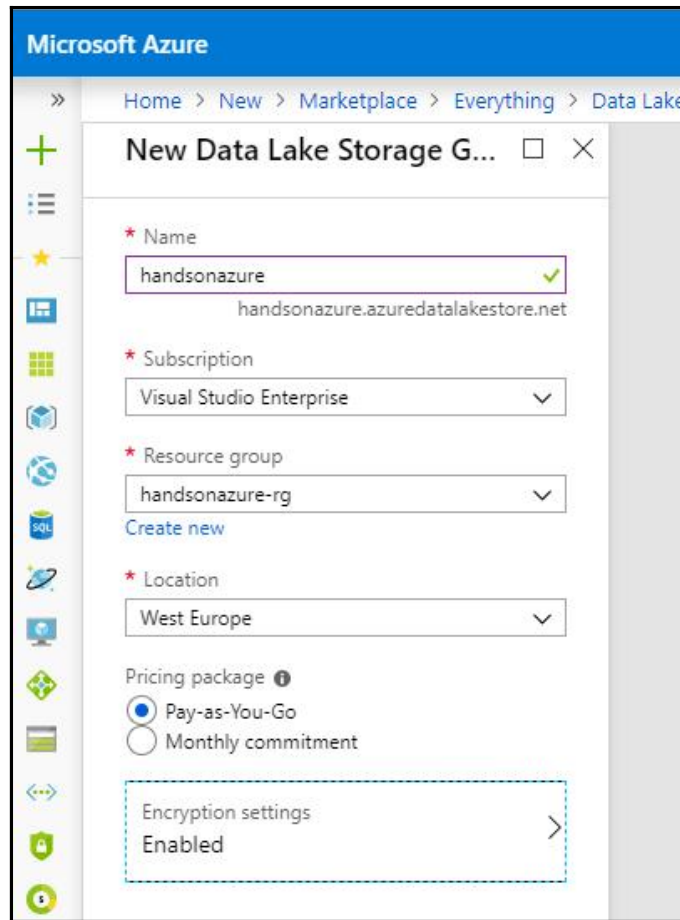 Microsoft Azure
» Home > New > Marketplace > Everything > Data Lake
New Data Lake Storage G...
* Name
handsonazure
handsonazure.azuredatalakestore.net
* Subscription
Visual Studio Enterprise
* Resource group
handsonazure-rg
Create new
* Location
West Europe
Pricing package
Pay-as-You-Go
Monthly commitment
Encryption settings
Enabled
SQL